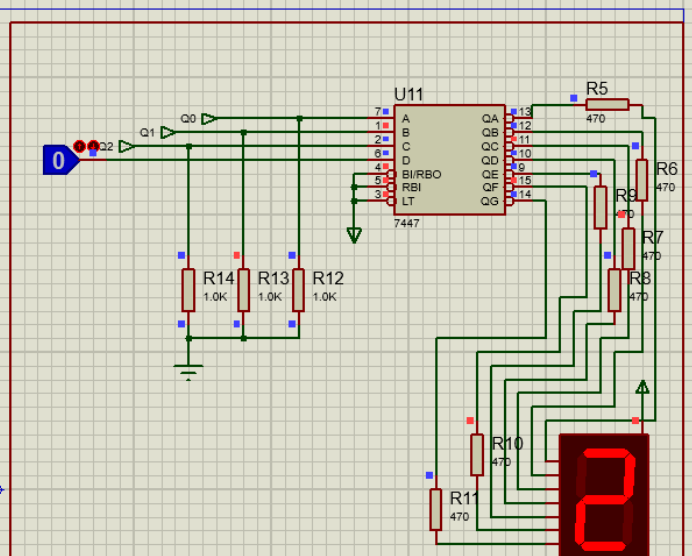 U11
R5
Q0
7
A
QA
13
470
Q1
1
B
QB
12
Q2
2
C
QC
11
0
6
D
QD
10
4
BI/RBO
QE
9
5
RBI
QF
15
R6
3
LT
QG
14
470
R9
470
7447
R7
470
R14
R13
R12
R8
1.0K
1.0K
1.0K
470
R10
470
R11
470